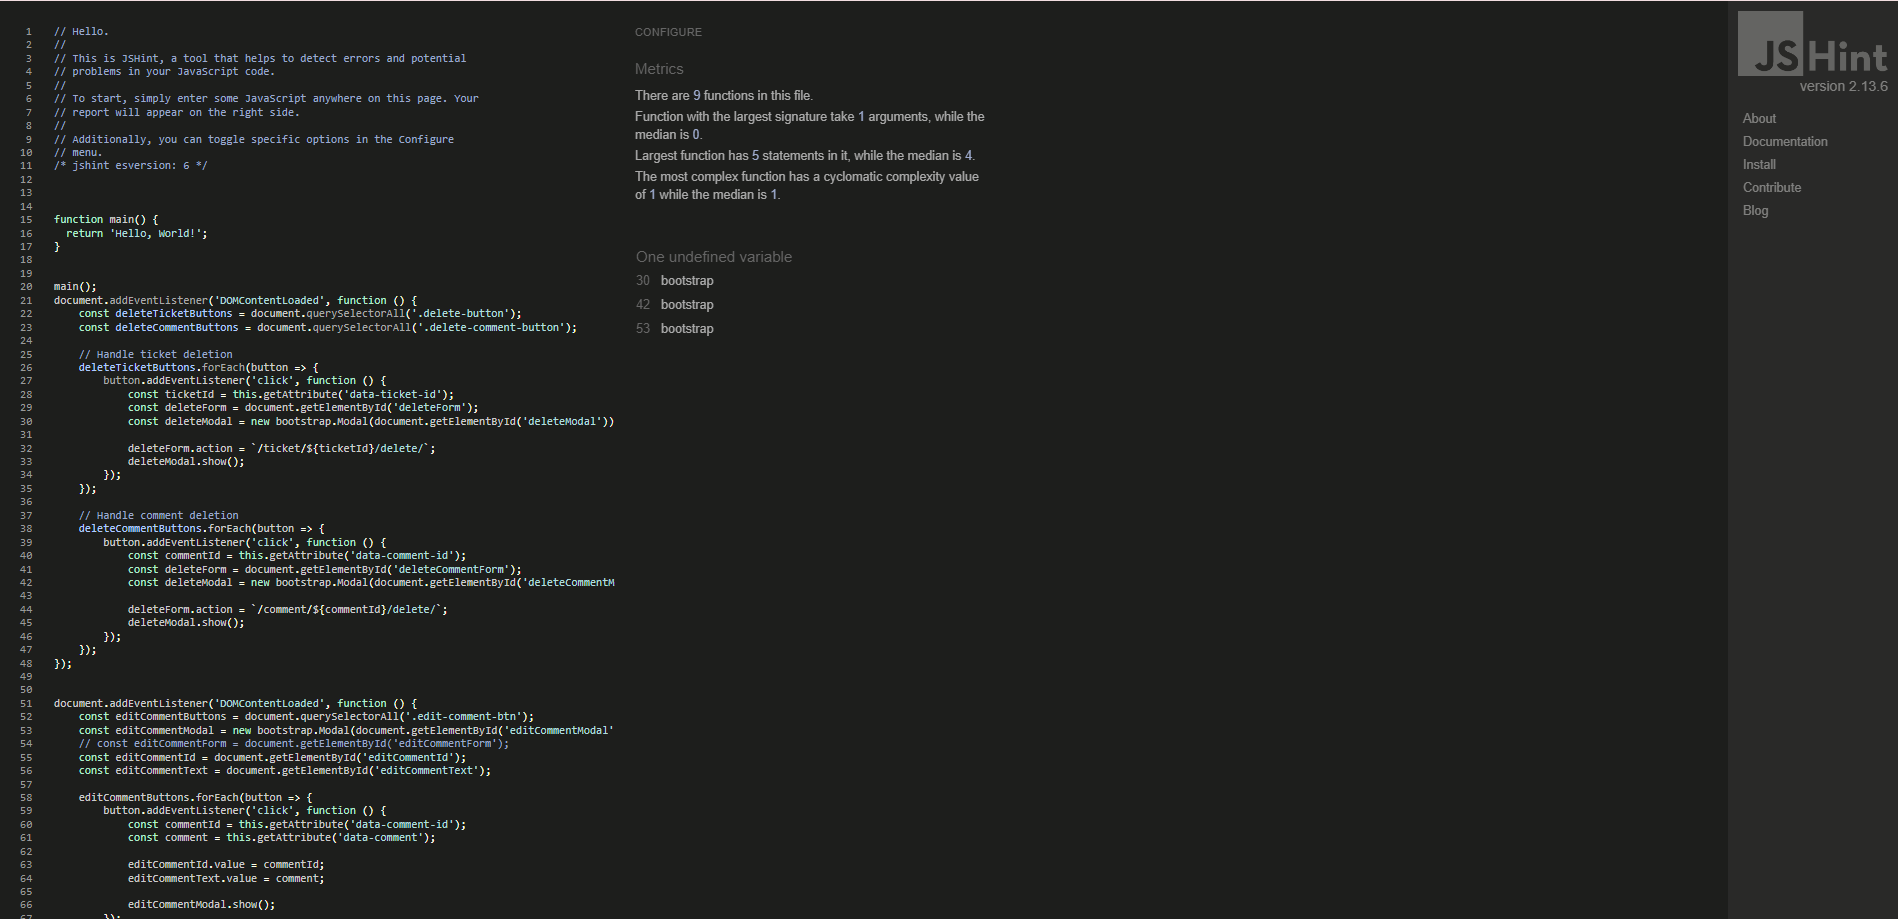 1 // Hello.
2 //
3 // This is JSHint, a tool that helps to detect errors and potential
4 // problems in your JavaScript code.
5 //
6 // To start, simply enter some JavaScript anywhere on this page. Your
7 // report will appear on the right side.
8 //
9 // Additionally, you can toggle specific options in the Configure
10 // menu.
11 /* jshint esversion: 6 */
12
13
14
15 function main() {
16   return 'Hello, World!';
17 }
18
19
20 main();
21 document.addEventListener('DOMContentLoaded', function () {
22     const deleteTicketButtons = document.querySelectorAll('.delete-button');
23     const deleteCommentButtons = document.querySelectorAll('.delete-comment-button');
24
25     // Handle ticket deletion
26     deleteTicketButtons.forEach(button => {
27         button.addEventListener('click', function () {
28             const ticketId = this.getAttribute('data-ticket-id');
29             const deleteForm = document.getElementById('deleteForm');
30             const deleteModal = new bootstrap.Modal(document.getElementById('deleteModal'))
31
32             deleteForm.action = `/ticket/${ticketId}/delete/`;
33             deleteModal.show();
34         });
35     });
36
37     // Handle comment deletion
38     deleteCommentButtons.forEach(button => {
39         button.addEventListener('click', function () {
40             const commentId = this.getAttribute('data-comment-id');
41             const deleteForm = document.getElementById('deleteCommentForm');
42             const deleteModal = new bootstrap.Modal(document.getElementById('deleteCommentM
43
44             deleteForm.action = `/comment/${commentId}/delete/`;
45             deleteModal.show();
46         });
47     });
48 });
49
50
51 document.addEventListener('DOMContentLoaded', function () {
52     const editCommentButtons = document.querySelectorAll('.edit-comment-btn');
53     const editCommentModal = new bootstrap.Modal(document.getElementById('editCommentModal'
54     // const editCommentForm = document.getElementById('editCommentForm');
55     const editCommentId = document.getElementById('editCommentId');
56     const editCommentText = document.getElementById('editCommentText');
57
58     editCommentButtons.forEach(button => {
59         button.addEventListener('click', function () {
60             const commentId = this.getAttribute('data-comment-id');
61             const comment = this.getAttribute('data-comment');
62
63             editCommentId.value = commentId;
64             editCommentText.value = comment;
65
66             editCommentModal.show();
67         });
CONFIGURE
Metrics
There are 9 functions in this file.
Function with the largest signature take 1 arguments, while the
median is 0.
Largest function has 5 statements in it, while the median is 4.
The most complex function has a cyclomatic complexity value
of 1 while the median is 1.
One undefined variable
30 bootstrap
42 bootstrap
53 bootstrap
JSHint
version 2.13.6
About
Documentation
Install
Contribute
Blog